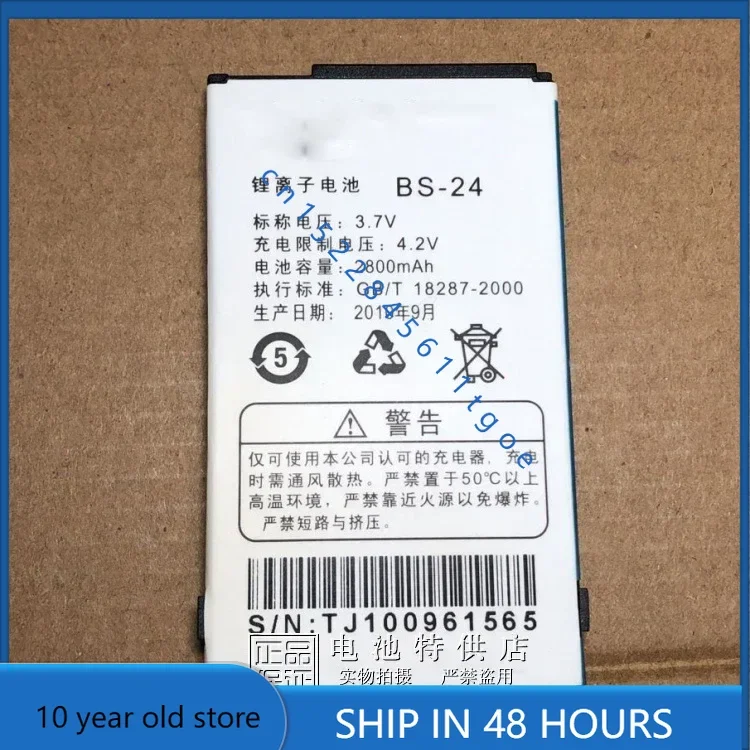 锂离子电池 BS-24
标称电压: 3.7V
充电限制电压: 4.2V
电池容量: 2800mAh
执行标准: GB/T 18287-2000
生产日期: 201 年9月
5
警告
仅可使用本公司认可的充电器, 充电
时需通风散热。严禁置于50℃以上
高温环境, 严禁靠近火源以免爆炸。
严禁短路与挤压。
S/N:TJ100961565
cn1522845611tgoe
正品
电池特供店
实物拍摄 严禁盗用
10 year old store
SHIP IN 48 HOURS